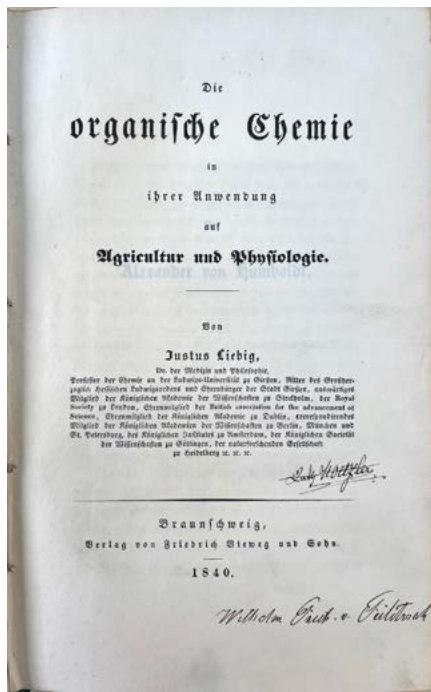 Die
organische Chemie
in
ihrer Anwendung
auf
Agricultur und Physiologie.
Alexander von Humboldt.
Von
Justus Liebig,
Dr. der Medizin und Philosophie,
Professor der Chemie an der Ludwigs-Universität zu Gießen, Ritter des Großher-
zoglich Hessischen Ludwigsordens und Ehrenbürger der Stadt Gießen, auswärtiges
Mitglied der Königlichen Akademie der Wissenschaften zu Stockholm, der Royal
Society zu London, Ehrenmitglied der British association for the advancement of
Science, Ehrenmitglied der Königlichen Akademie zu Dublin, correspondirendes
Mitglied der Königlichen Akademien der Wissenschaften zu Berlin, München und
St. Petersburg, des Königlichen Institutes zu Amsterdam, der Königlichen Societät
der Wissenschaften zu Göttingen, der naturforschenden Gesellschaft
zu Heidelberg ꝛc. ꝛc. ꝛc.
Braunschweig,
Verlag von Friedrich Vieweg und Sohn.
1840.
Wilhelm